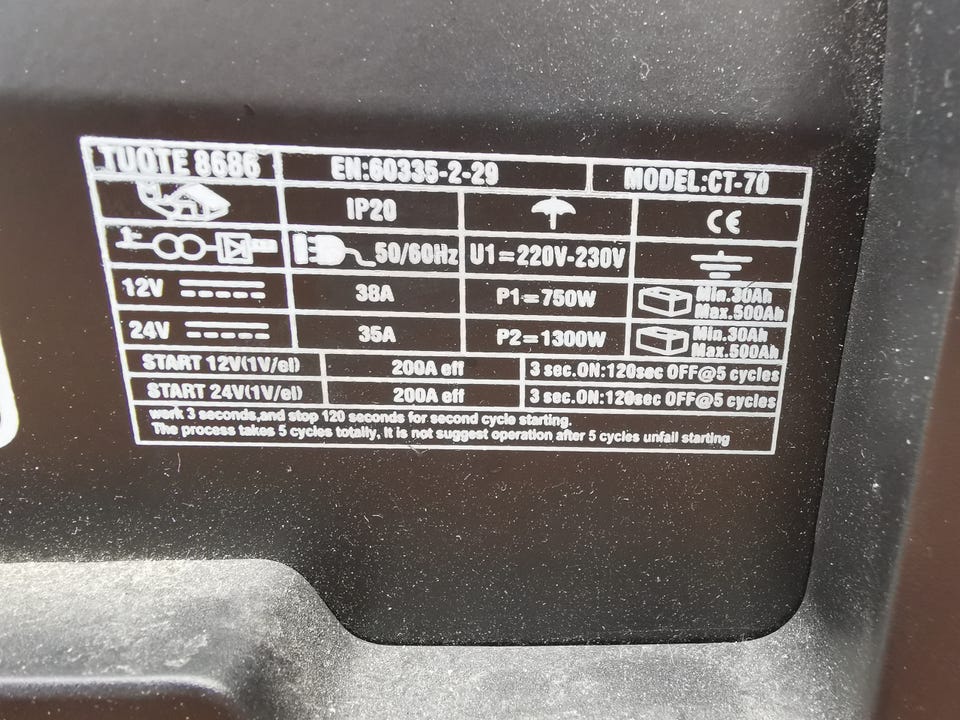 TUOTE 8686 EN:60335-2-29 MODEL:CT-70
IP20 CE
50/60Hz U1=220V-230V
12V 38A P1=750W Min.30Ah
Max.500Ah
24V 35A P2=1300W Min.30Ah
Max.500Ah
START 12V(1V/el) 200A eff 3 sec.ON:120sec OFF@5 cycles
START 24V(1V/el) 200A eff 3 sec.ON:120sec OFF@5 cycles
werk 3 seconds,and stop 120 seconds for second cycle starting.
The process takes 5 cycles totally, It is not suggest operation after 5 cycles unfall starting